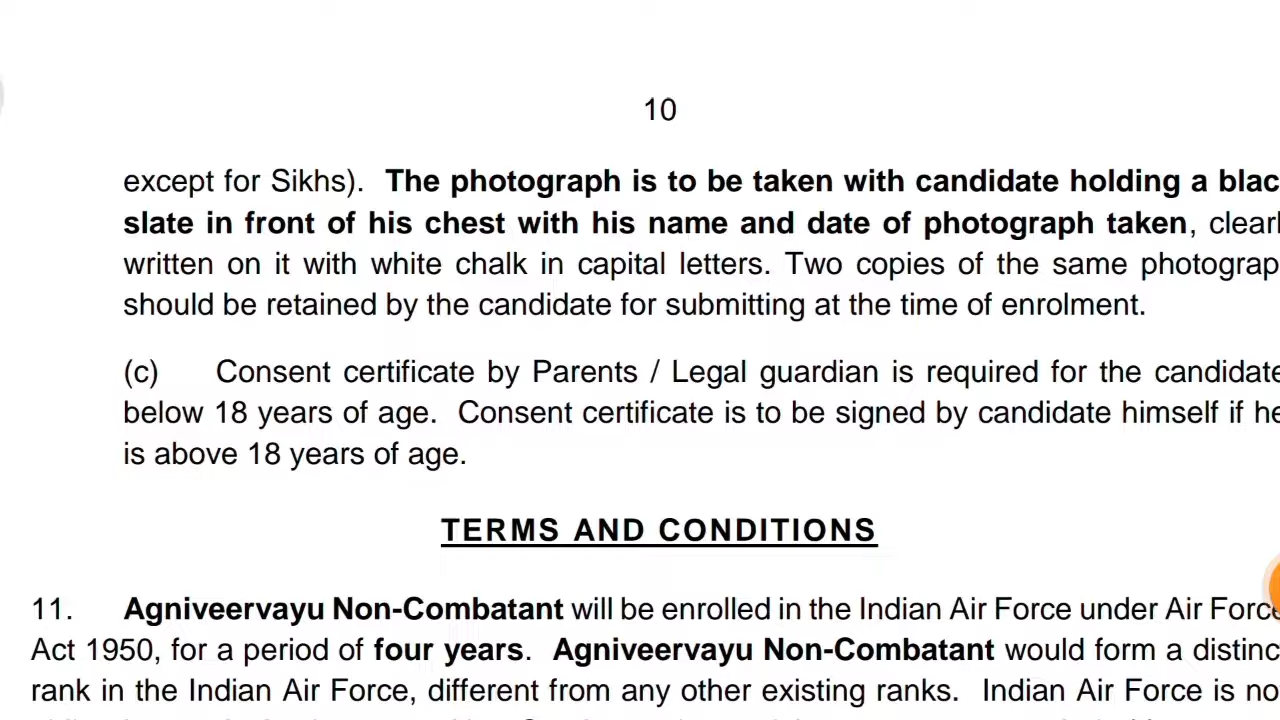 10
except for Sikhs). The photograph is to be taken with candidate holding a blac
slate in front of his chest with his name and date of photograph taken, clearl
written on it with white chalk in capital letters. Two copies of the same photograp
should be retained by the candidate for submitting at the time of enrolment.
(c) Consent certificate by Parents / Legal guardian is required for the candidate
below 18 years of age. Consent certificate is to be signed by candidate himself if he
is above 18 years of age.
TERMS AND CONDITIONS
11. Agniveervayu Non-Combatant will be enrolled in the Indian Air Force under Air Force
Act 1950, for a period of four years. Agniveervayu Non-Combatant would form a distinc
rank in the Indian Air Force, different from any other existing ranks. Indian Air Force is no